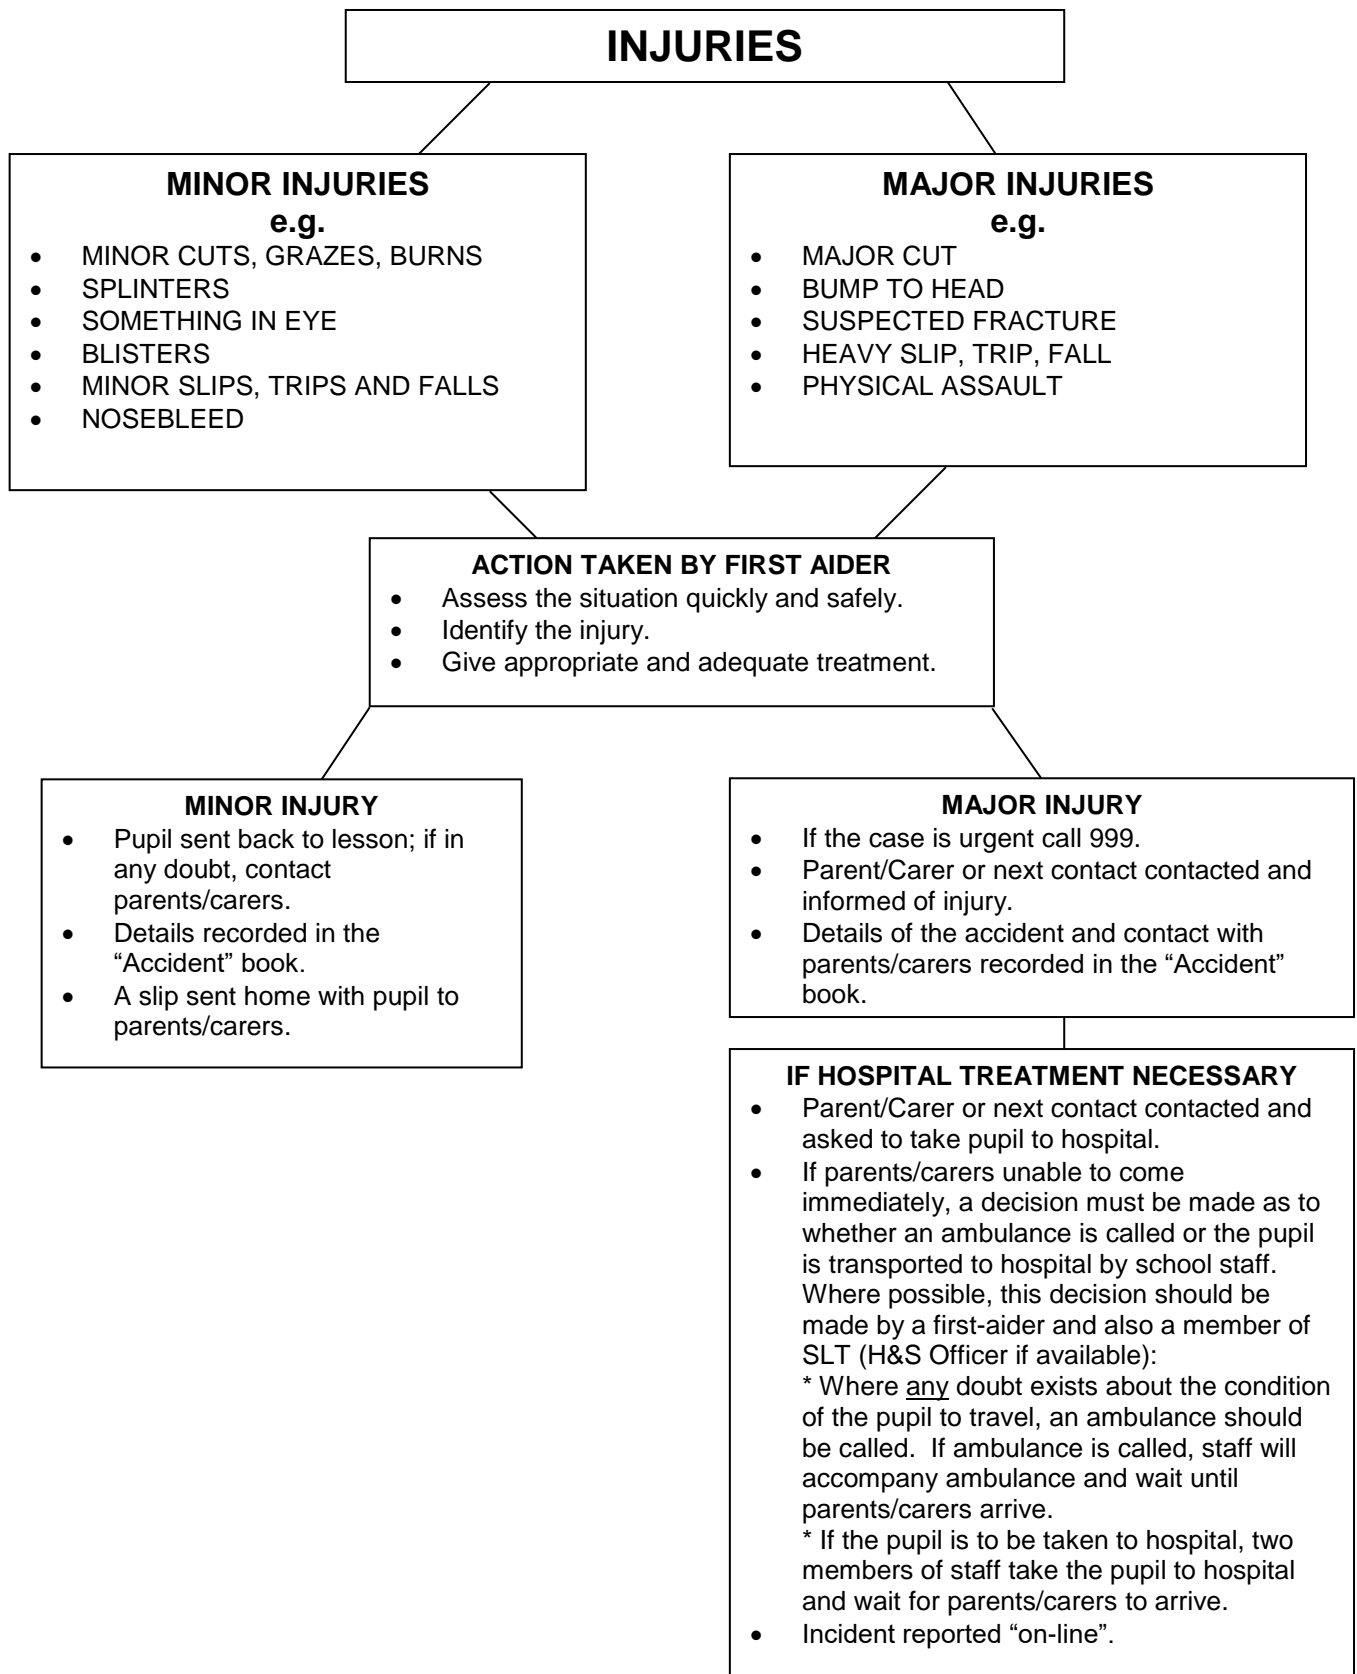 INJURIES
MINOR INJURIES
e.g.
• MINOR CUTS, GRAZES, BURNS
• SPLINTERS
• SOMETHING IN EYE
• BLISTERS
• MINOR SLIPS, TRIPS AND FALLS
• NOSEBLEED
MAJOR INJURIES
e.g.
• MAJOR CUT
• BUMP TO HEAD
• SUSPECTED FRACTURE
• HEAVY SLIP, TRIP, FALL
• PHYSICAL ASSAULT
ACTION TAKEN BY FIRST AIDER
• Assess the situation quickly and safely.
• Identify the injury.
• Give appropriate and adequate treatment.
MINOR INJURY
• Pupil sent back to lesson; if in
any doubt, contact
parents/carers.
• Details recorded in the
“Accident” book.
• A slip sent home with pupil to
parents/carers.
MAJOR INJURY
• If the case is urgent call 999.
• Parent/Carer or next contact contacted and
informed of injury.
• Details of the accident and contact with
parents/carers recorded in the “Accident”
book.
IF HOSPITAL TREATMENT NECESSARY
• Parent/Carer or next contact contacted and
asked to take pupil to hospital.
• If parents/carers unable to come
immediately, a decision must be made as to
whether an ambulance is called or the pupil
is transported to hospital by school staff.
Where possible, this decision should be
made by a first-aider and also a member of
SLT (H&S Officer if available):
* Where any doubt exists about the condition
of the pupil to travel, an ambulance should
be called.  If ambulance is called, staff will
accompany ambulance and wait until
parents/carers arrive.
* If the pupil is to be taken to hospital, two
members of staff take the pupil to hospital
and wait for parents/carers to arrive.
• Incident reported “on-line”.